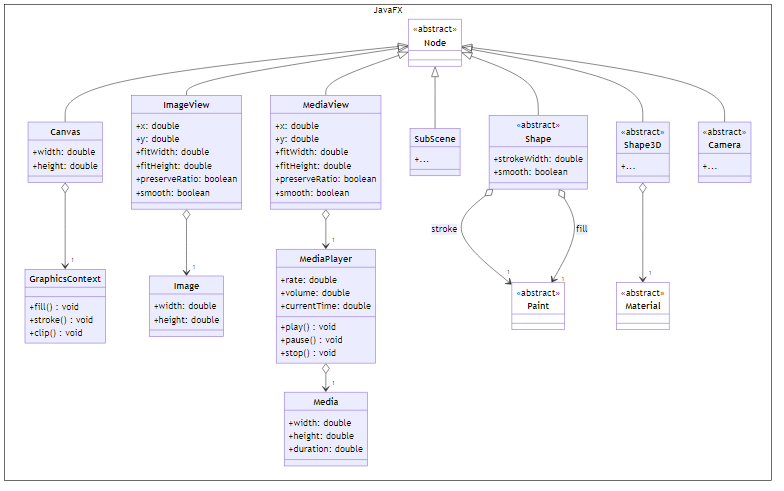 JavaFX
«abstract»
Node
Canvas
+width: double
+height: double
ImageView
+x: double
+y: double
+fitWidth: double
+fitHeight: double
+preserveRatio: boolean
+smooth: boolean
MediaView
+x: double
+y: double
+fitWidth: double
+fitHeight: double
+preserveRatio: boolean
+smooth: boolean
SubScene
+...
«abstract»
Shape
+strokeWidth: double
+smooth: boolean
«abstract»
Shape3D
+...
«abstract»
Camera
+...
stroke
fill
1
1
1
1
1
1
GraphicsContext
+fill() : void
+stroke() : void
+clip() : void
Image
+width: double
+height: double
MediaPlayer
+rate: double
+volume: double
+currentTime: double
+play() : void
+pause() : void
+stop() : void
«abstract»
Paint
«abstract»
Material
1
Media
+width: double
+height: double
+duration: double